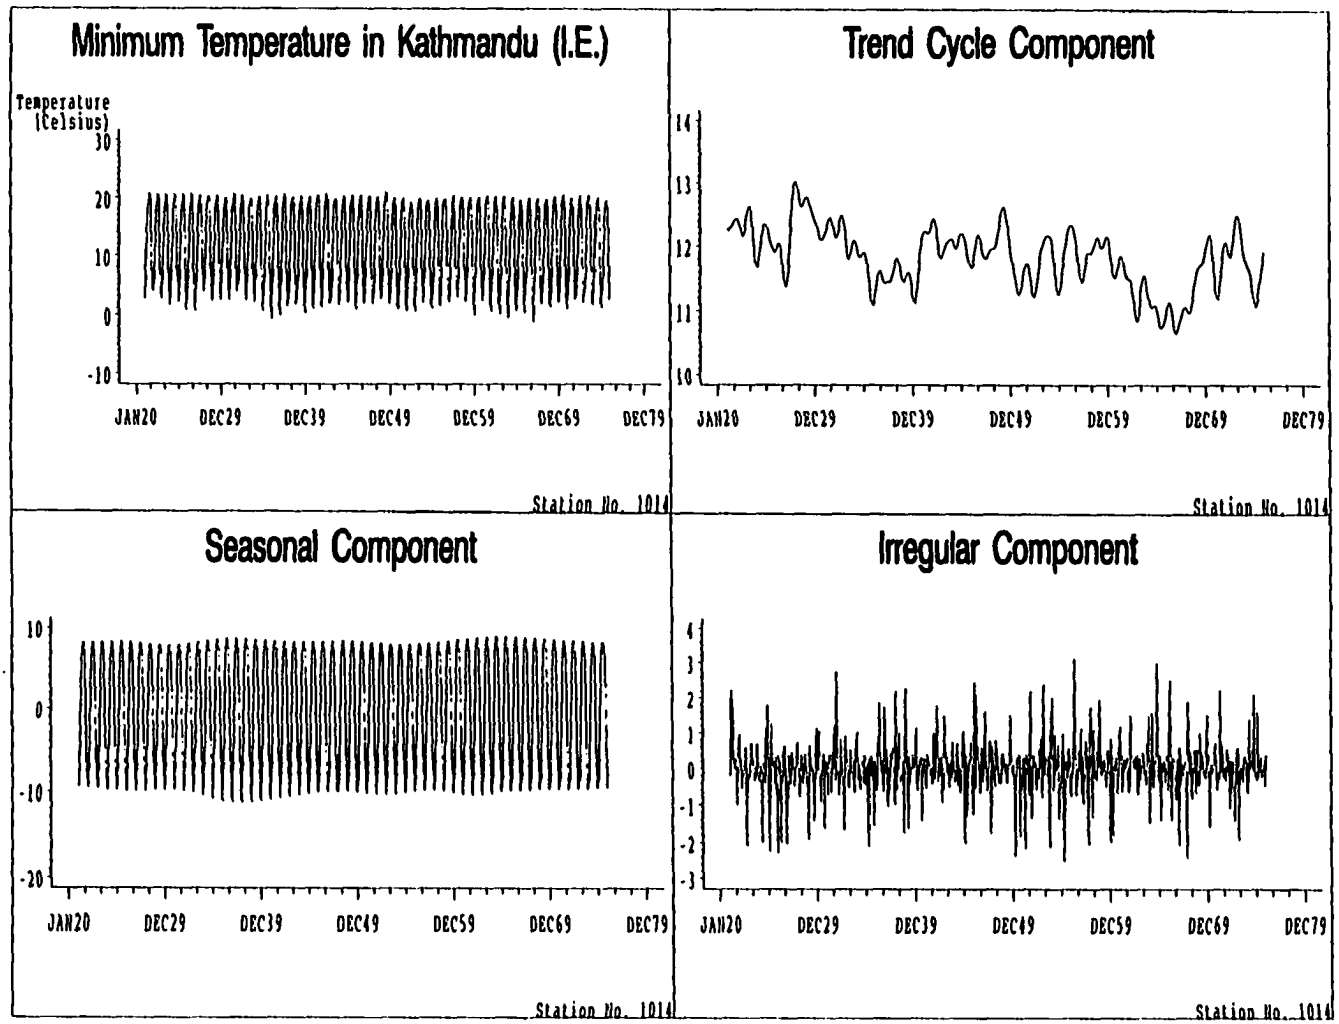 Minimum Temperature in Kathmandu (I.E.)
Temperature
(Celsius)
30
20
10
0
-10
JAN20 DEC29 DEC39 DEC49 DEC59 DEC69 DEC79
Station No. 1014
Trend Cycle Component
14
13
12
11
10
JAN20 DEC29 DEC39 DEC49 DEC59 DEC69 DEC79
Station No. 1014
Seasonal Component
10
0
-10
-20
JAN20 DEC29 DEC39 DEC49 DEC59 DEC69 DEC79
Station No. 1014
Irregular Component
4
3
2
1
0
-1
-2
-3
JAN20 DEC29 DEC39 DEC49 DEC59 DEC69 DEC79
Station No. 1014